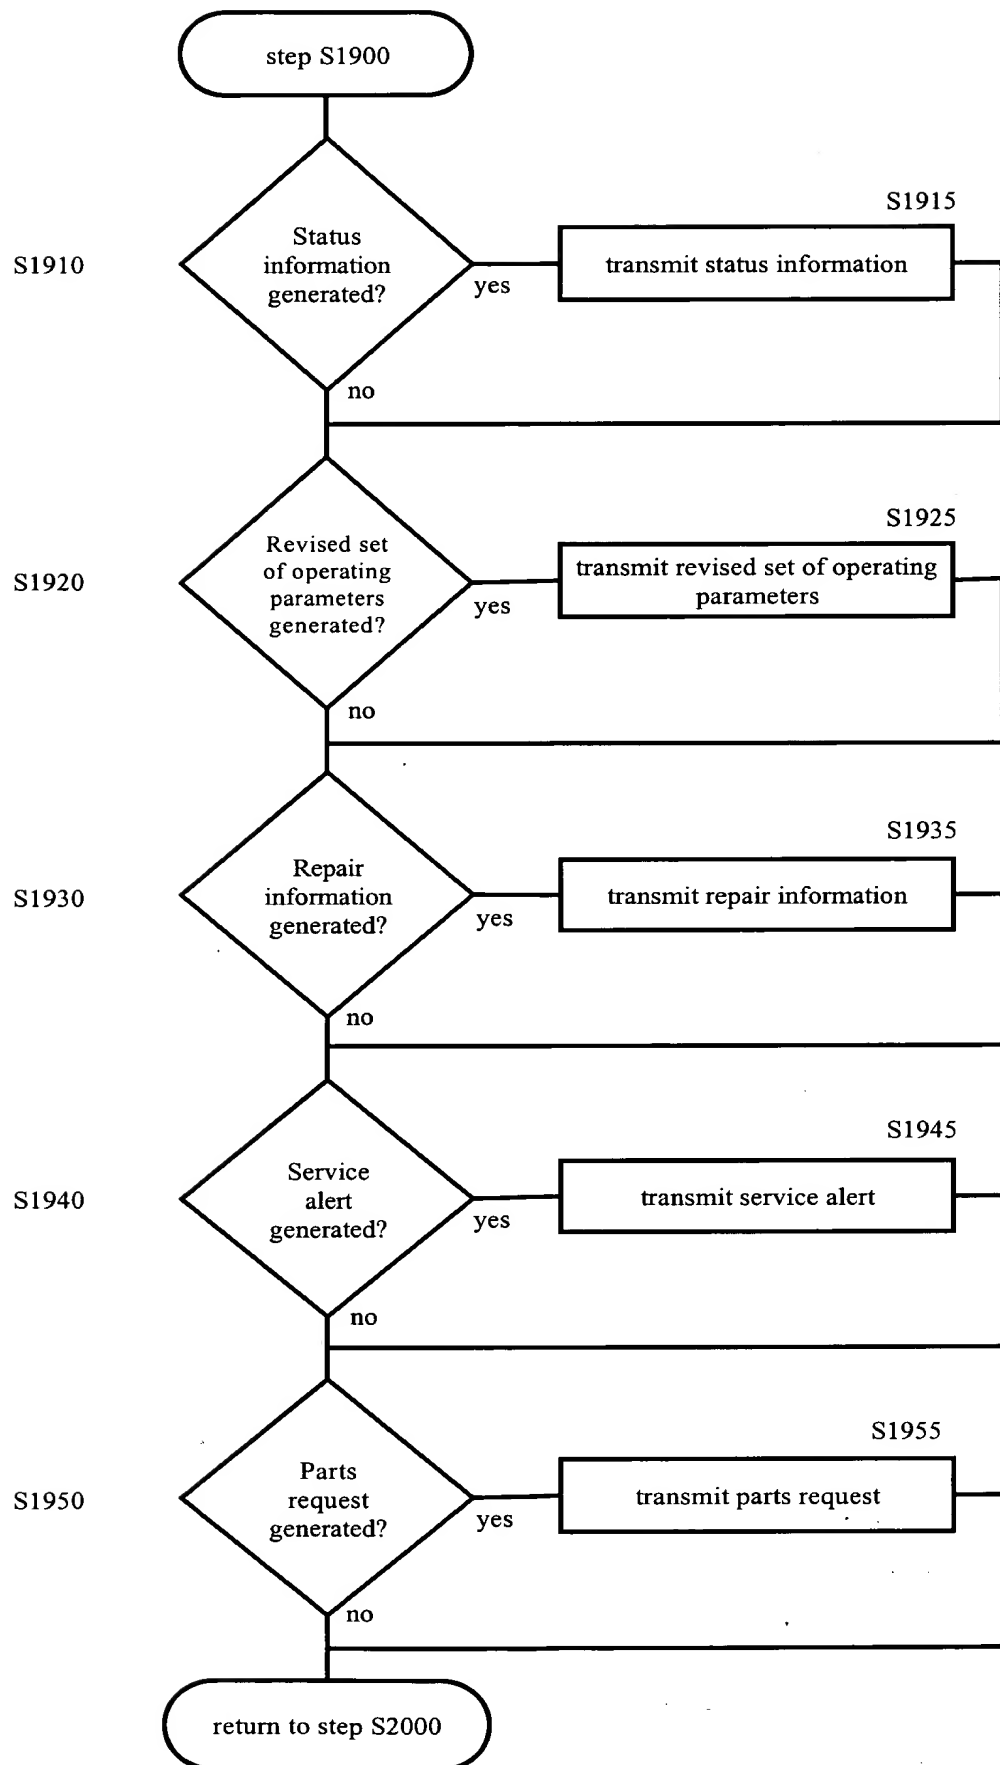 step S1900
S1915
S1910
Status
information
generated?
yes
transmit status information
no
S1925
S1920
Revised set
of operating
parameters
generated?
yes
transmit revised set of operating
parameters
no
S1935
S1930
Repair
information
generated?
yes
transmit repair information
no
S1945
S1940
Service
alert
generated?
yes
transmit service alert
no
S1955
S1950
Parts
request
generated?
yes
transmit parts request
no
return to step S2000